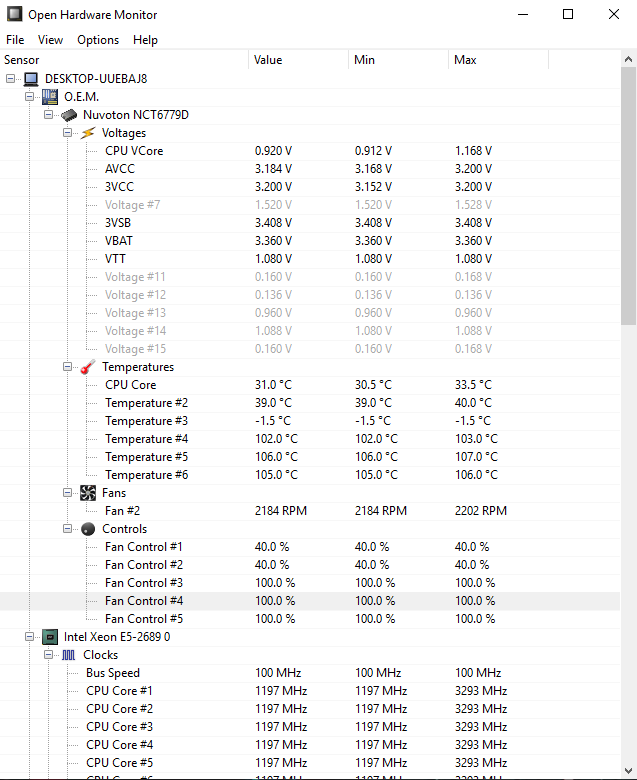 Open Hardware Monitor
File View Options Help
Sensor Value Min Max
DESKTOP-UUEBAJ8
O.E.M.
Nuvoton NCT6779D
Voltages
CPU VCore 0.920 V 0.912 V 1.168 V
AVCC 3.184 V 3.168 V 3.200 V
3VCC 3.200 V 3.152 V 3.200 V
Voltage #7 1.520 V 1.520 V 1.528 V
3VSB 3.408 V 3.408 V 3.408 V
VBAT 3.360 V 3.360 V 3.360 V
VTT 1.080 V 1.080 V 1.080 V
Voltage #11 0.160 V 0.160 V 0.168 V
Voltage #12 0.136 V 0.136 V 0.136 V
Voltage #13 0.960 V 0.960 V 0.960 V
Voltage #14 1.088 V 1.080 V 1.088 V
Voltage #15 0.160 V 0.160 V 0.168 V
Temperatures
CPU Core 31.0 °C 30.5 °C 33.5 °C
Temperature #2 39.0 °C 39.0 °C 40.0 °C
Temperature #3 -1.5 °C -1.5 °C -1.5 °C
Temperature #4 102.0 °C 102.0 °C 103.0 °C
Temperature #5 106.0 °C 106.0 °C 107.0 °C
Temperature #6 105.0 °C 105.0 °C 106.0 °C
Fans
Fan #2 2184 RPM 2184 RPM 2202 RPM
Controls
Fan Control #1 40.0 % 40.0 % 40.0 %
Fan Control #2 40.0 % 40.0 % 40.0 %
Fan Control #3 100.0 % 100.0 % 100.0 %
Fan Control #4 100.0 % 100.0 % 100.0 %
Fan Control #5 100.0 % 100.0 % 100.0 %
Intel Xeon E5-2689 0
Clocks
Bus Speed 100 MHz 100 MHz 100 MHz
CPU Core #1 1197 MHz 1197 MHz 3293 MHz
CPU Core #2 1197 MHz 1197 MHz 3293 MHz
CPU Core #3 1197 MHz 1197 MHz 3293 MHz
CPU Core #4 1197 MHz 1197 MHz 3293 MHz
CPU Core #5 1197 MHz 1197 MHz 3293 MHz